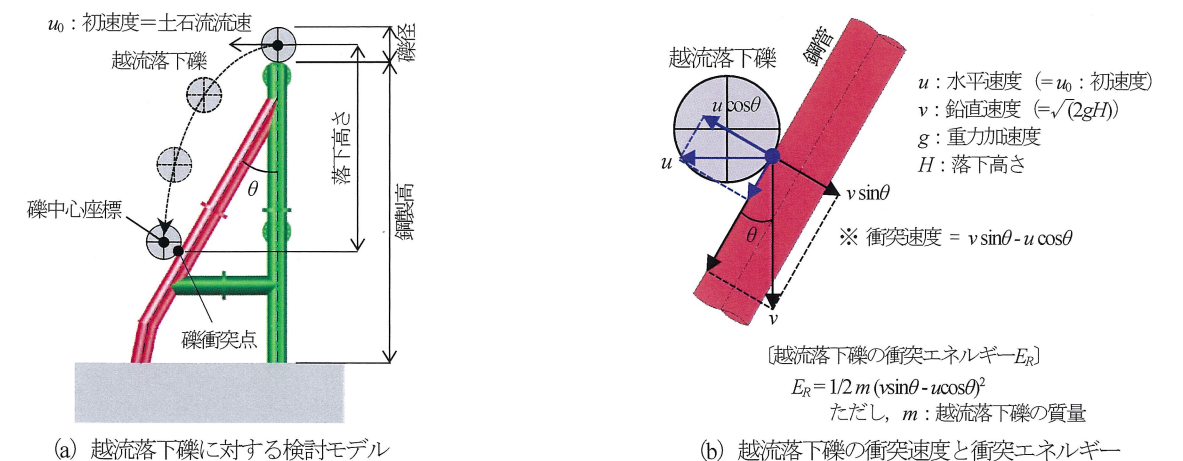 u₀：初速度＝土石流流速
越流落下礫
礫径
落下高さ
鋼製高
θ
礫中心座標
礫衝突点
(a) 越流落下礫に対する検討モデル
鋼管
越流落下礫
u cosθ
u
v sinθ
θ
v
u：水平速度（=u₀：初速度）
v：鉛直速度（=√(2gH)）
g：重力加速度
H：落下高さ
※ 衝突速度 = v sinθ - u cosθ
〔越流落下礫の衝突エネルギーE_R〕
E_R = 1/2 m (vsinθ - ucosθ)²
ただし，m：越流落下礫の質量
(b) 越流落下礫の衝突速度と衝突エネルギー